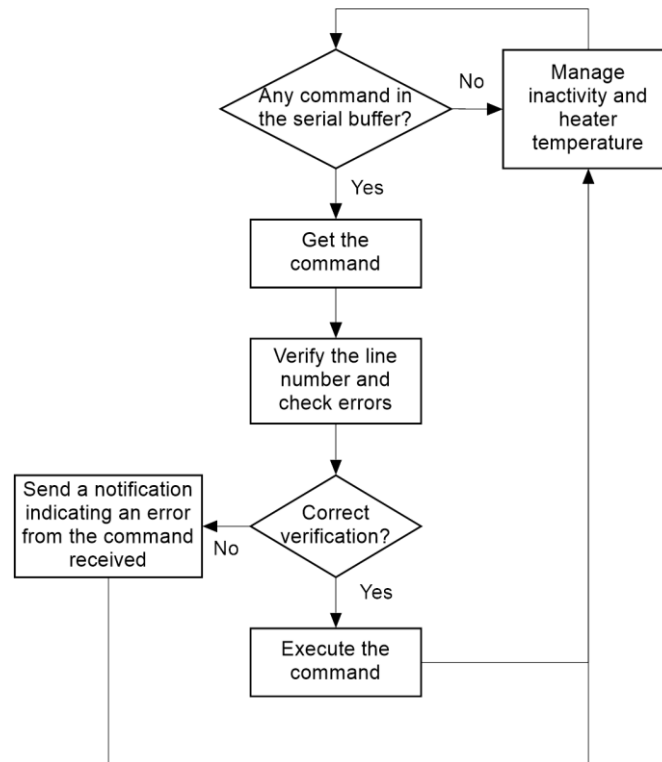 Any command in
the serial buffer?
No
Manage
inactivity and
heater
temperature
Yes
Get the
command
Verify the line
number and
check errors
Send a notification
indicating an error
from the command
received
No
Correct
verification?
Yes
Execute the
command